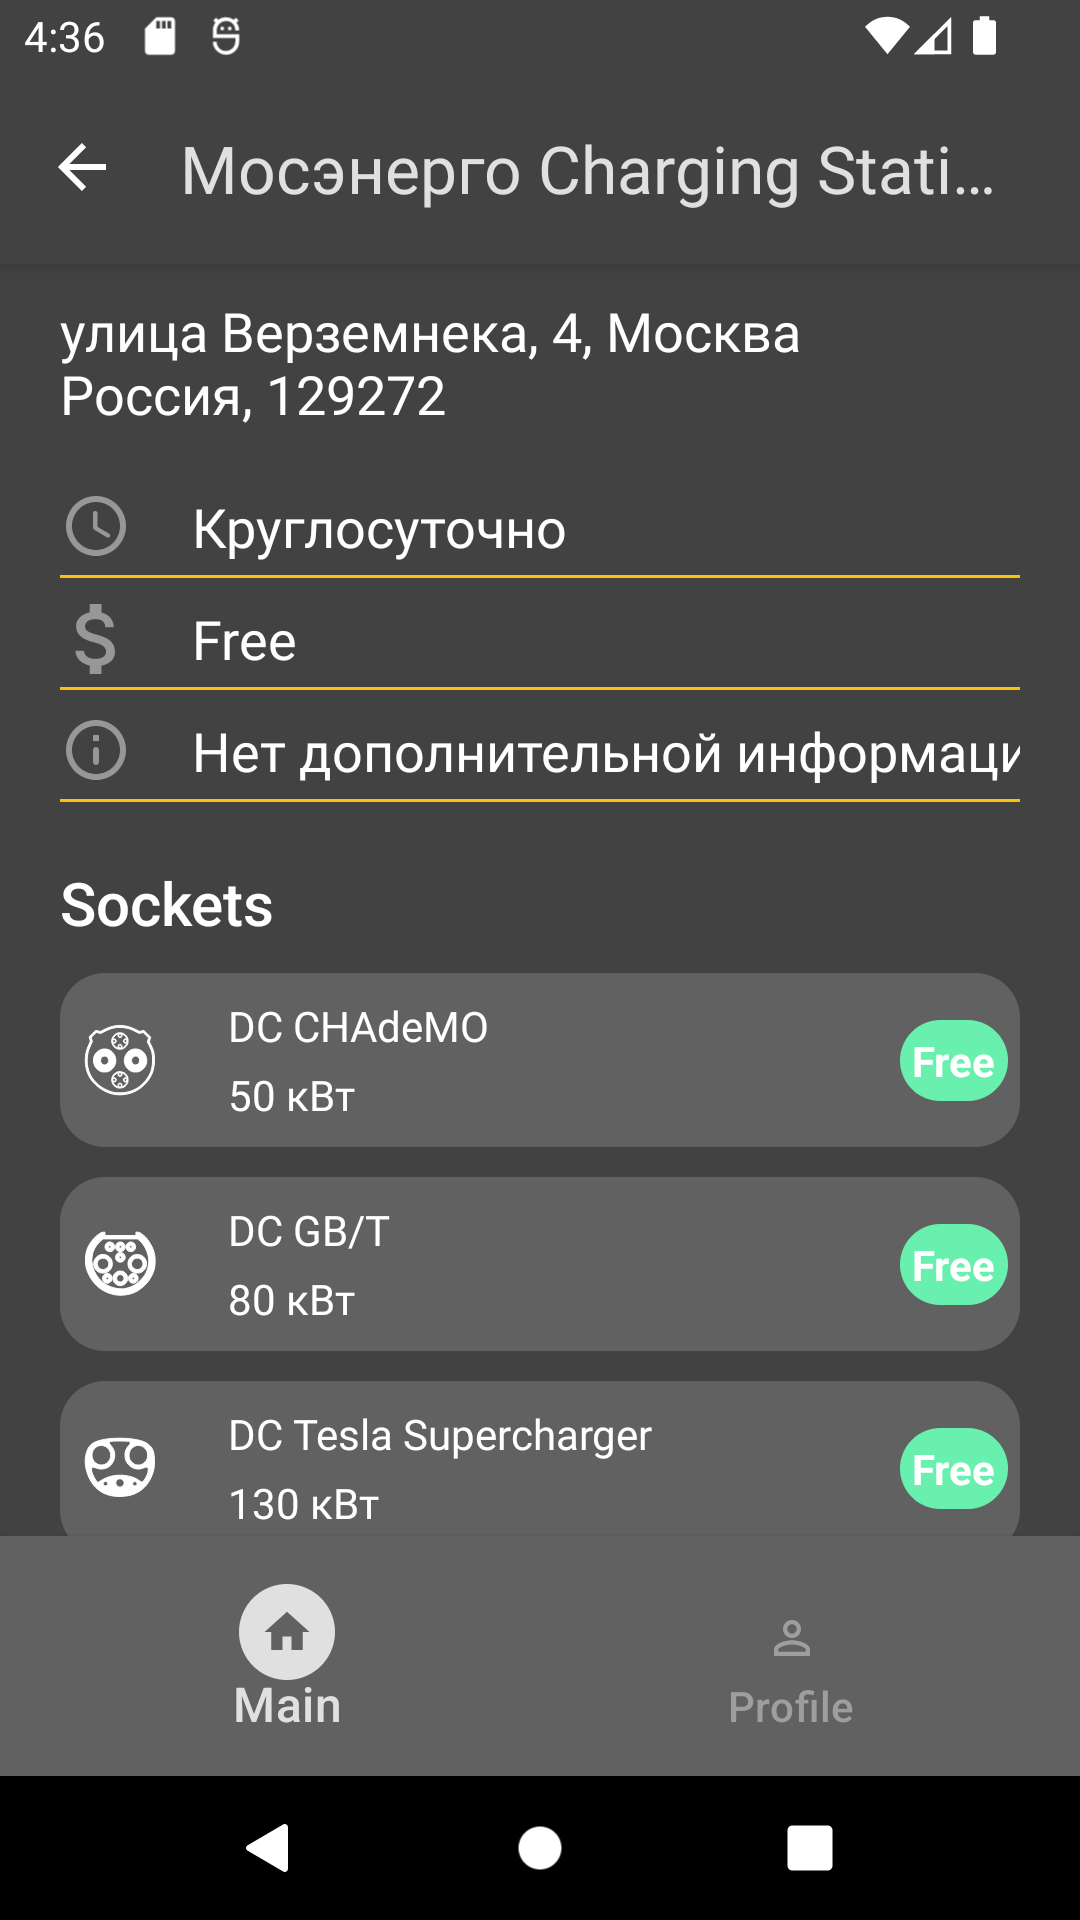 4:36
Мосэнерго Charging Stati...
улица Верземнека, 4, Москва
Россия, 129272
Круглосуточно
Free
Нет дополнительной информаци
Sockets
DC CHAdeMO
50 кВт
Free
DC GB/T
80 кВт
Free
DC Tesla Supercharger
130 кВт
Free
Main
Profile